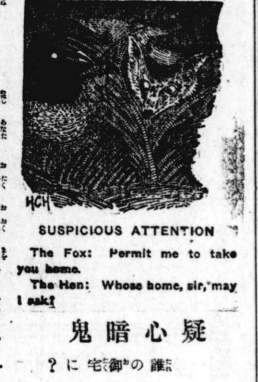 HCH
SUSPICIOUS ATTENTION
The Fox: Permit me to take
you home.
The Hen: Whose home, sir, may
I ask?
疑心暗鬼
誰の御宅に？